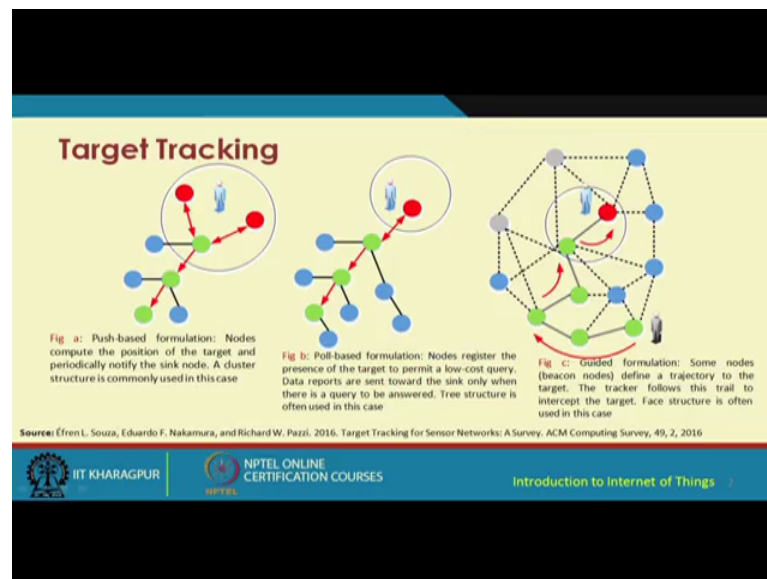 Target Tracking
Fig a: Push-based formulation: Nodes
compute the position of the target and
periodically notify the sink node. A cluster
structure is commonly used in this case
Fig b: Poll-based formulation: Nodes register the
presence of the target to permit a low-cost query.
Data reports are sent toward the sink only when
there is a query to be answered. Tree structure is
often used in this case
Fig c: Guided formulation: Some nodes
(beacon nodes) define a trajectory to the
target. The tracker follows this trail to
intercept the target. Face structure is often
used in this case
Source: Éfren L. Souza, Eduardo F. Nakamura, and Richard W. Pazzi. 2016. Target Tracking for Sensor Networks: A Survey. ACM Computing Survey, 49, 2, 2016
IIT KHARAGPUR
NPTEL
NPTEL ONLINE
CERTIFICATION COURSES
Introduction to Internet of Things